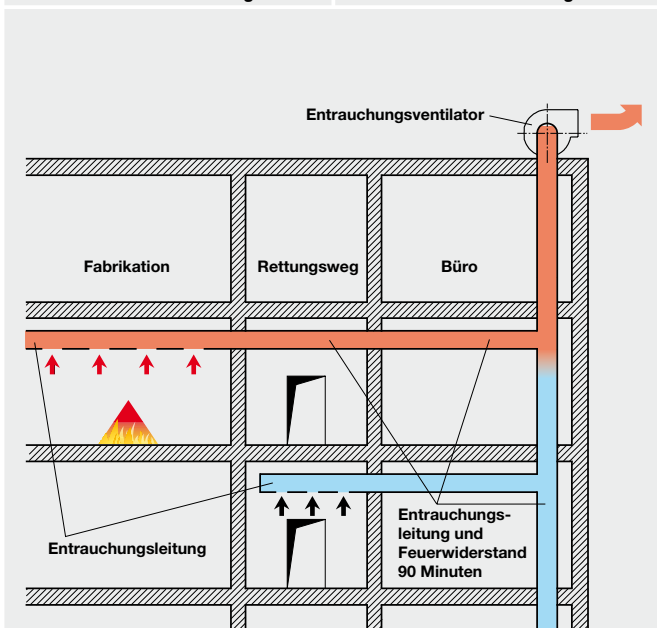 Entrauchungsventilator
Fabrikation
Rettungsweg
Büro
Entrauchungsleitung
Entrauchungs-
leitung und
Feuerwiderstand
90 Minuten